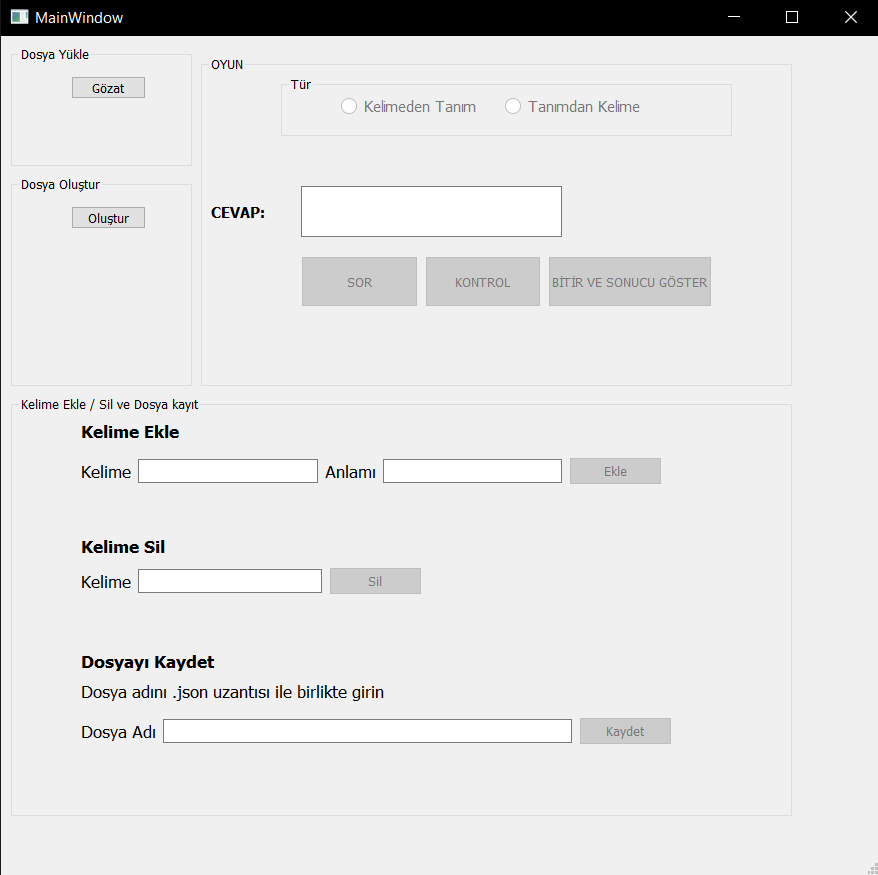 MainWindow
Dosya Yükle
Gözat
Dosya Oluştur
Oluştur
OYUN
Tür
Kelimeden Tanım
Tanımdan Kelime
CEVAP:
SOR
KONTROL
BİTİR VE SONUCU GÖSTER
Kelime Ekle / Sil ve Dosya kayıt
Kelime Ekle
Kelime
Anlamı
Ekle
Kelime Sil
Kelime
Sil
Dosyayı Kaydet
Dosya adını .json uzantısı ile birlikte girin
Dosya Adı
Kaydet